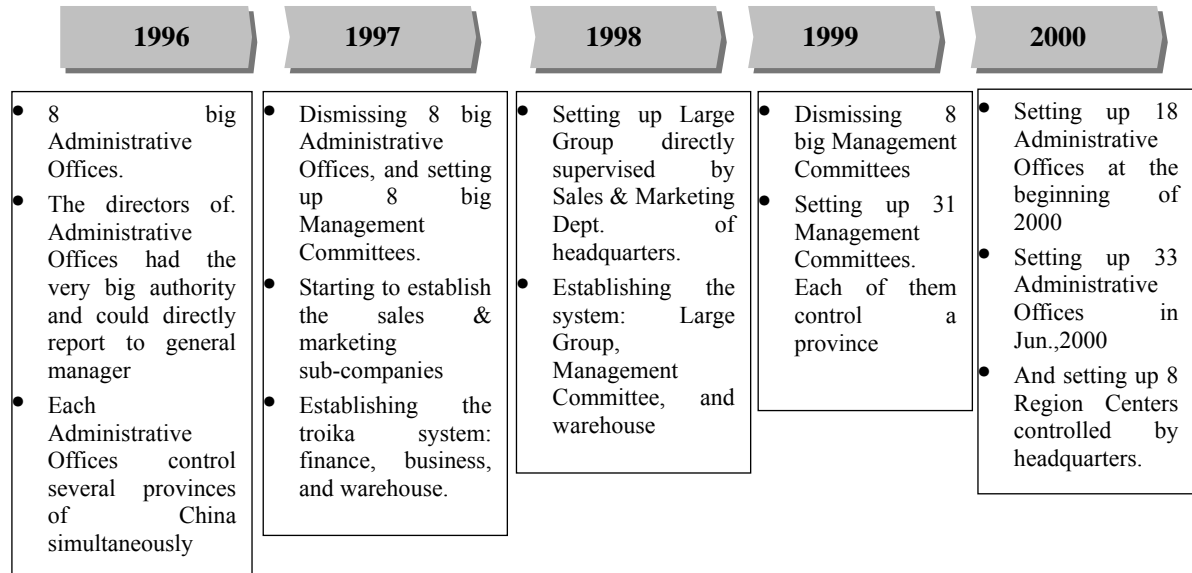 1996
1997
1998
1999
2000
• 8 big
Administrative
Offices.
• The directors of.
Administrative
Offices had the
very big authority
and could directly
report to general
manager
• Each
Administrative
Offices control
several provinces
of China
simultaneously
• Dismissing 8 big
Administrative
Offices, and setting
up 8 big
Management
Committees.
• Starting to establish
the sales &
marketing
sub-companies
• Establishing the
troika system:
finance, business,
and warehouse.
• Setting up Large
Group directly
supervised by
Sales & Marketing
Dept. of
headquarters.
• Establishing the
system: Large
Group,
Management
Committee, and
warehouse
• Dismissing 8
big Management
Committees
• Setting up 31
Management
Committees.
Each of them
control a
province
• Setting up 18
Administrative
Offices at the
beginning of
2000
• Setting up 33
Administrative
Offices in
Jun.,2000
• And setting up 8
Region Centers
controlled by
headquarters.